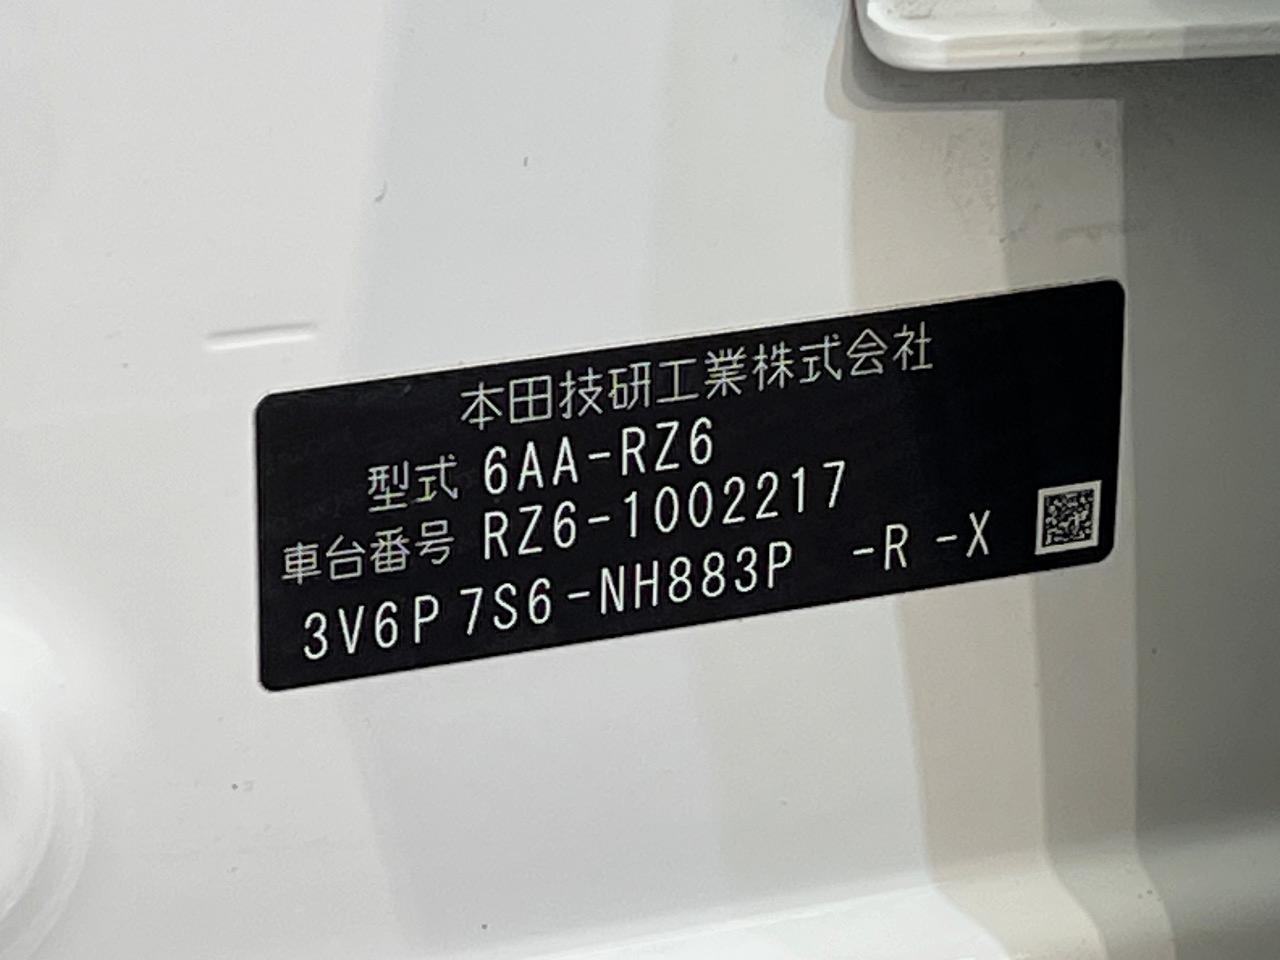 本田技研工業株式会社
型式 6AA-RZ6
車台番号 RZ6-1002217
3V6P 7S6-NH883P -R -X